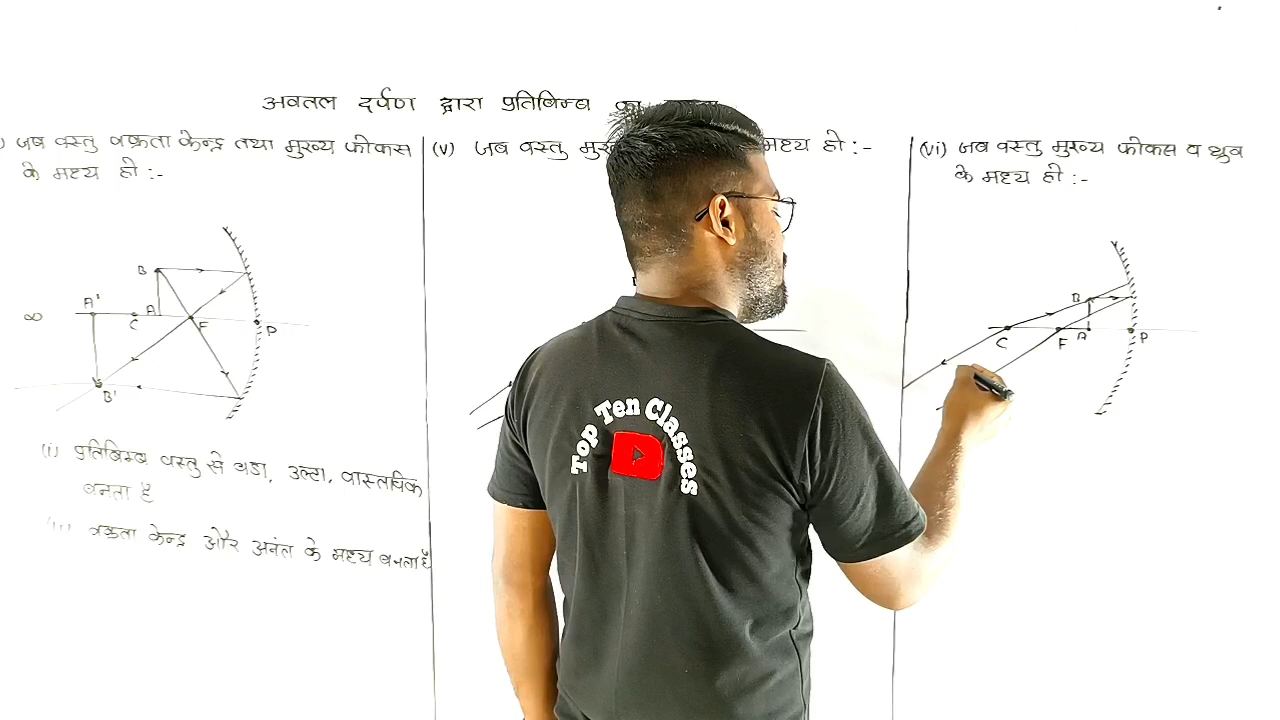 अवतल दर्पण द्वारा प्रतिबिम्ब का
) जब वस्तु वक्रता केन्द्र तथा मुख्य फोकस
के मध्य हो :-
∞
A'
C
A
B
F
P
B'
(i) प्रतिबिम्ब वस्तु से बडा, उल्टा, वास्तविक
बनता है
वक्रता केन्द्र और अनंत के मध्य बनता है
(v) जब वस्तु मध्य हो :-
Top Ten Classes
(vi) जब वस्तु मुख्य फोकस व ध्रुव
के मध्य हो :-
B
C
F
A
P